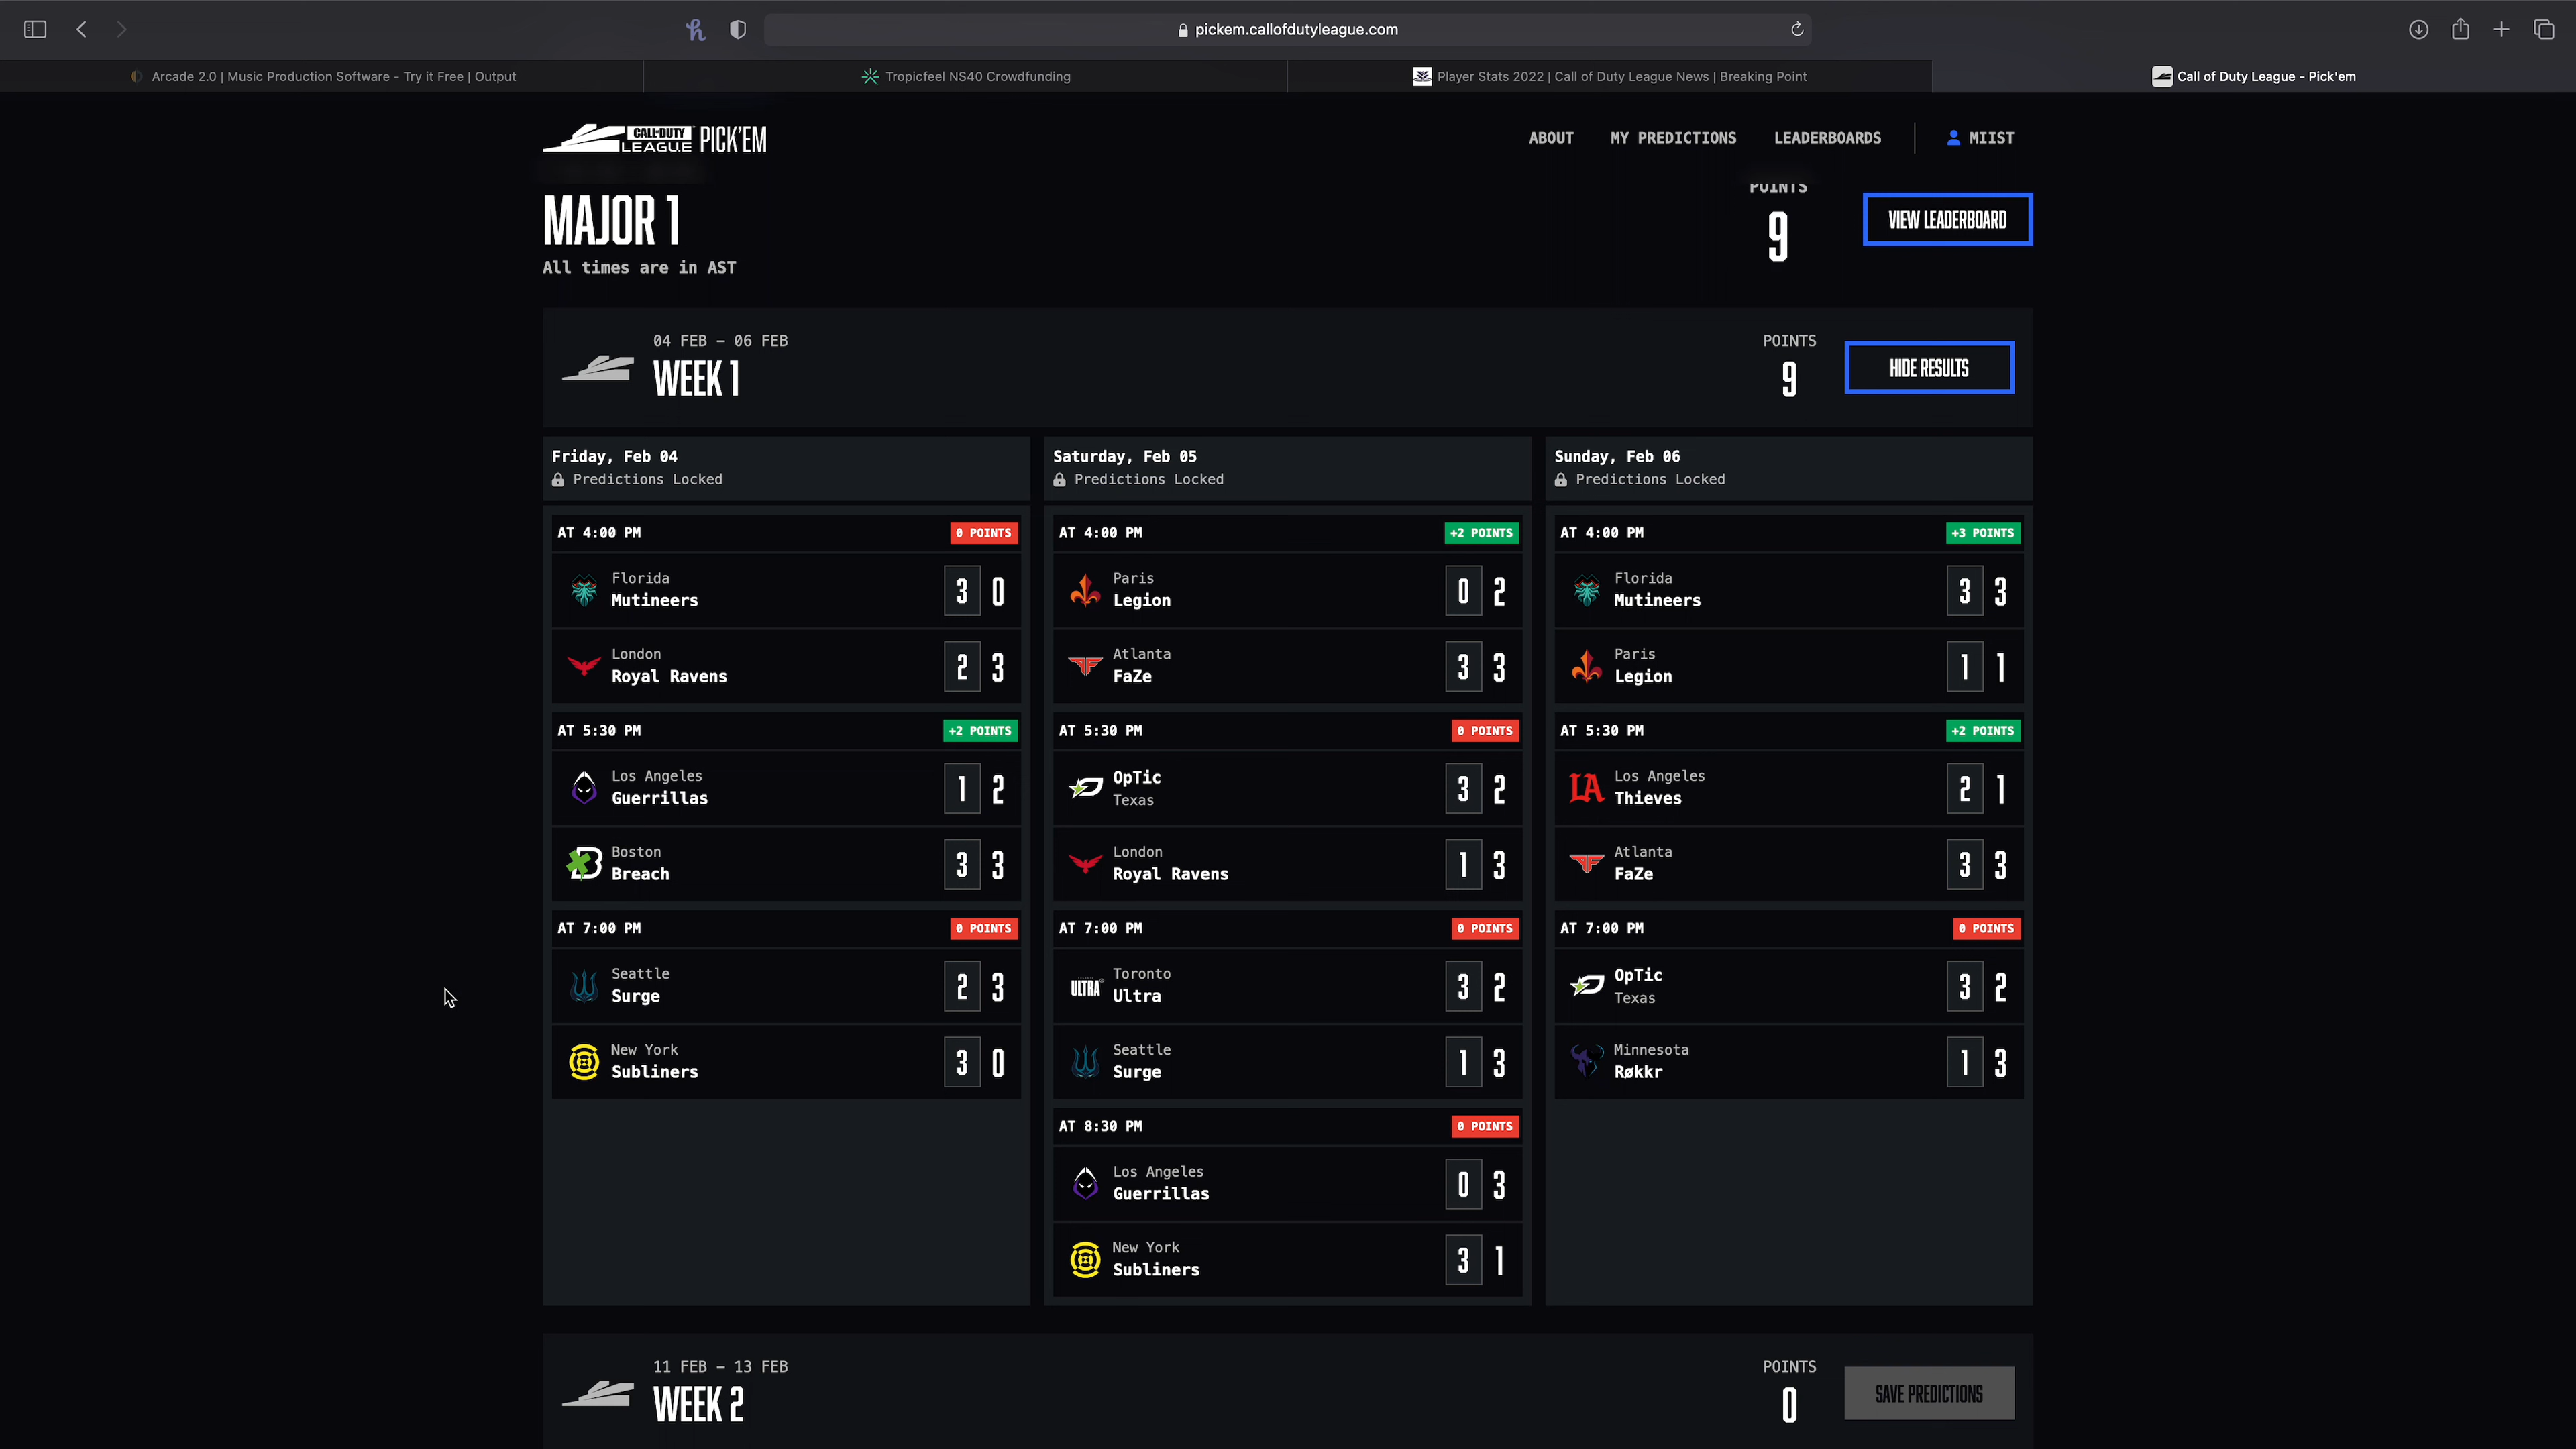 pickem.callofdutyleague.com
Arcade 2.0 | Music Production Software - Try it Free | Output
Tropicfeel NS40 Crowdfunding
Player Stats 2022 | Call of Duty League News | Breaking Point
Call of Duty League - Pick'em
CALL OF DUTY LEAGUE PICK'EM
ABOUT
MY PREDICTIONS
LEADERBOARDS
MIIST
MAJOR 1
All times are in AST
POINTS
9
VIEW LEADERBOARD
04 FEB – 06 FEB
WEEK 1
POINTS
9
HIDE RESULTS
Friday, Feb 04
Predictions Locked
AT 4:00 PM
0 POINTS
Florida
Mutineers
3 0
London
Royal Ravens
2 3
AT 5:30 PM
+2 POINTS
Los Angeles
Guerrillas
1 2
Boston
Breach
3 3
AT 7:00 PM
0 POINTS
Seattle
Surge
2 3
New York
Subliners
3 0
Saturday, Feb 05
Predictions Locked
AT 4:00 PM
+2 POINTS
Paris
Legion
0 2
Atlanta
FaZe
3 3
AT 5:30 PM
0 POINTS
OpTic
Texas
3 2
London
Royal Ravens
1 3
AT 7:00 PM
0 POINTS
ULTRA
Toronto
Ultra
3 2
Seattle
Surge
1 3
AT 8:30 PM
0 POINTS
Los Angeles
Guerrillas
0 3
New York
Subliners
3 1
Sunday, Feb 06
Predictions Locked
AT 4:00 PM
+3 POINTS
Florida
Mutineers
3 3
Paris
Legion
1 1
AT 5:30 PM
+2 POINTS
LA
Los Angeles
Thieves
2 1
Atlanta
FaZe
3 3
AT 7:00 PM
0 POINTS
OpTic
Texas
3 2
Minnesota
Røkkr
1 3
11 FEB – 13 FEB
WEEK 2
POINTS
0
SAVE PREDICTIONS